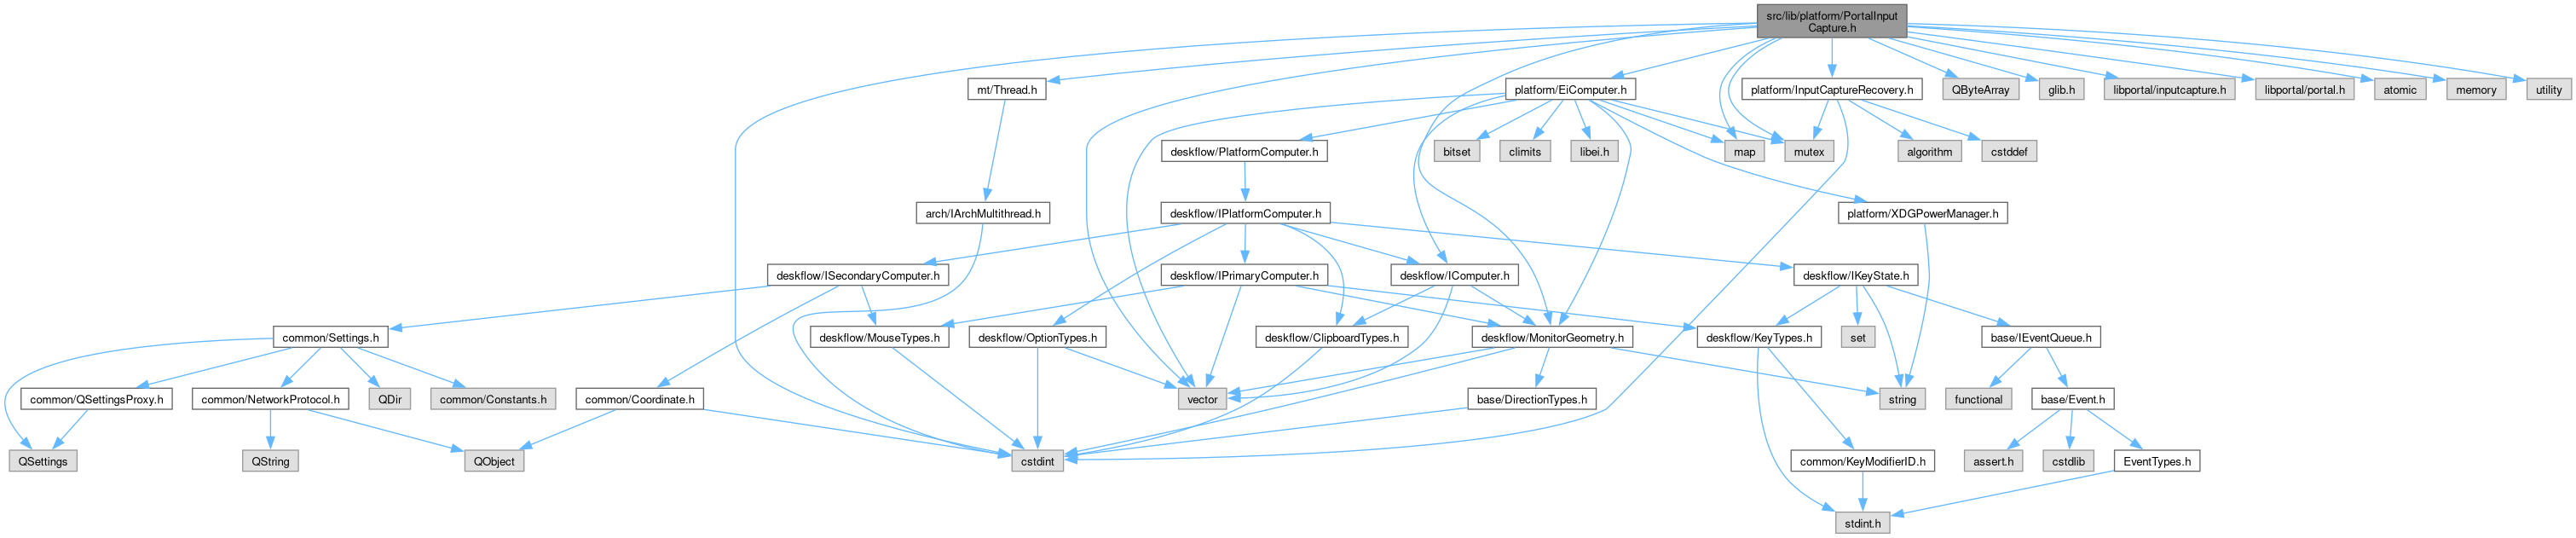 src/lib/platform/PortalInput
Capture.h
mt/Thread.h
platform/EiComputer.h
platform/InputCaptureRecovery.h
QByteArray
glib.h
libportal/inputcapture.h
libportal/portal.h
atomic
memory
utility
deskflow/PlatformComputer.h
bitset
climits
libei.h
map
mutex
algorithm
cstddef
arch/IArchMultithread.h
deskflow/IPlatformComputer.h
platform/XDGPowerManager.h
deskflow/ISecondaryComputer.h
deskflow/IPrimaryComputer.h
deskflow/IComputer.h
deskflow/IKeyState.h
common/Settings.h
deskflow/MouseTypes.h
deskflow/OptionTypes.h
deskflow/ClipboardTypes.h
deskflow/MonitorGeometry.h
deskflow/KeyTypes.h
set
base/IEventQueue.h
common/QSettingsProxy.h
common/NetworkProtocol.h
QDir
common/Constants.h
common/Coordinate.h
vector
base/DirectionTypes.h
string
functional
base/Event.h
QSettings
QString
QObject
cstdint
common/KeyModifierID.h
assert.h
cstdlib
EventTypes.h
stdint.h